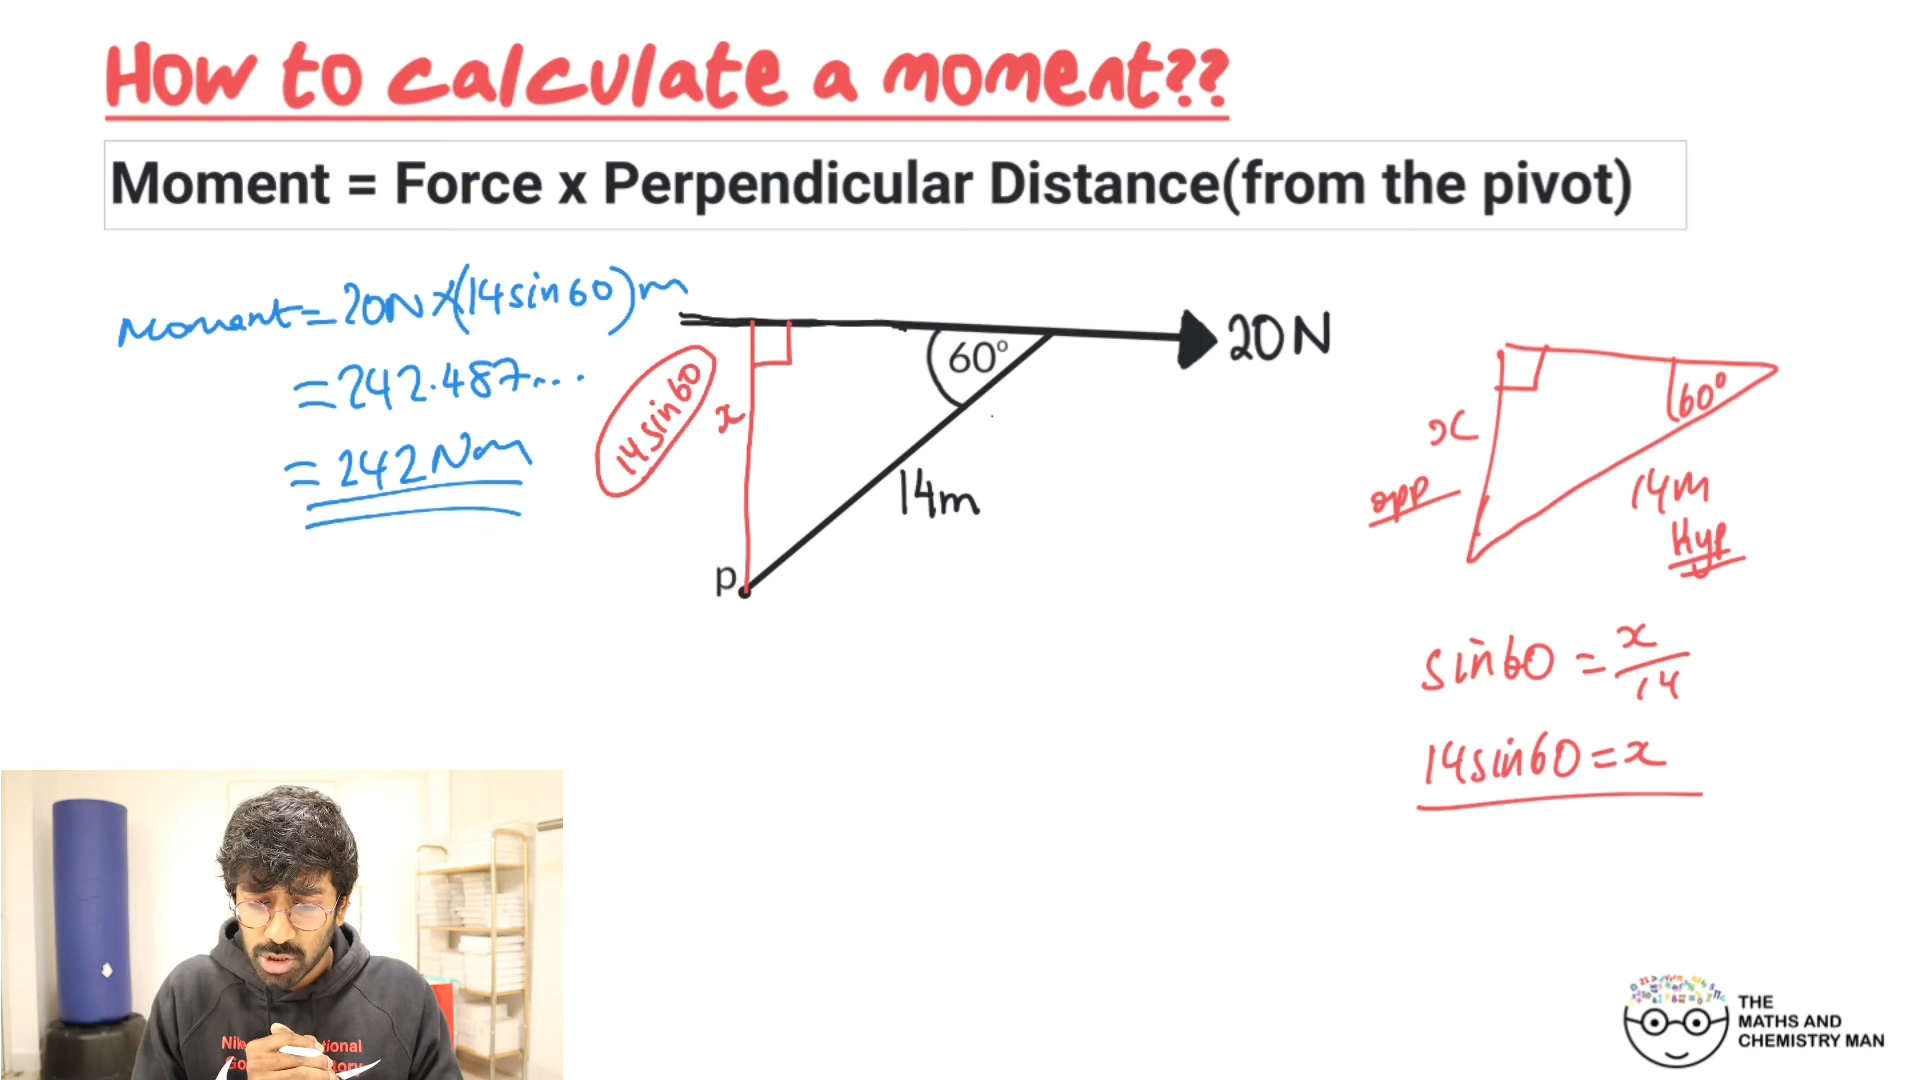 How to calculate a moment??
Moment = Force x Perpendicular Distance(from the pivot)
moment = 20N x (14sin60)m
= 242.487...
= 242Nm
14sin60
x
60°
20N
14m
P
60°
x
opp
14m
Hyp
sin60 = x/14
14sin60 = x
THE
MATHS AND
CHEMISTRY MAN